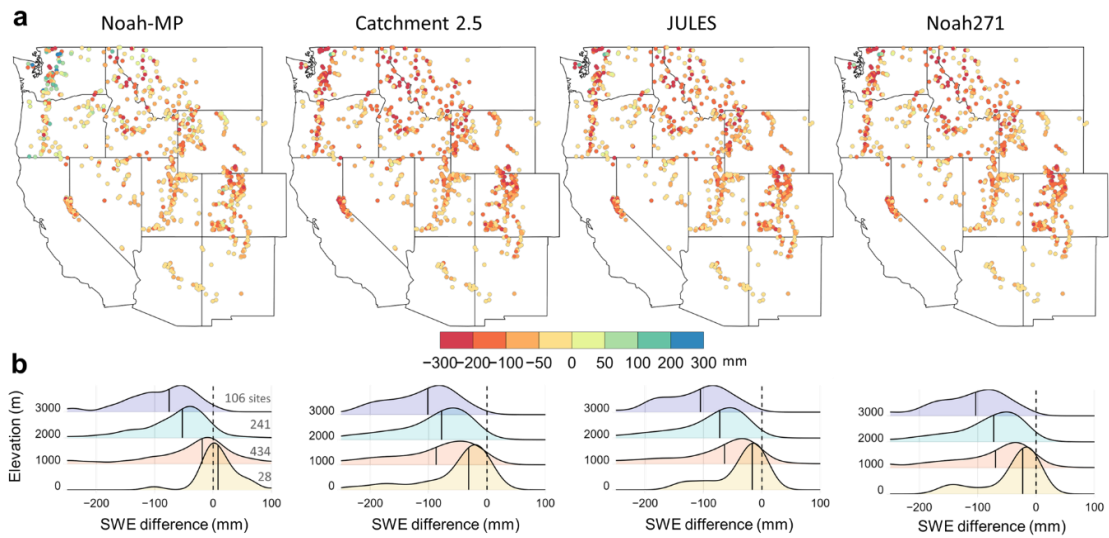 a
Noah-MP Catchment 2.5 JULES Noah271
−300 −200 −100 −50 0 50 100 200 300 mm
b
Elevation (m)
3000 106 sites 3000 3000 3000
2000 241 2000 2000 2000
1000 434 1000 1000 1000
0 28 0 0 0
−200 −100 0 100 −200 −100 0 100 −200 −100 0 100 −200 −100 0 100
SWE difference (mm) SWE difference (mm) SWE difference (mm) SWE difference (mm)